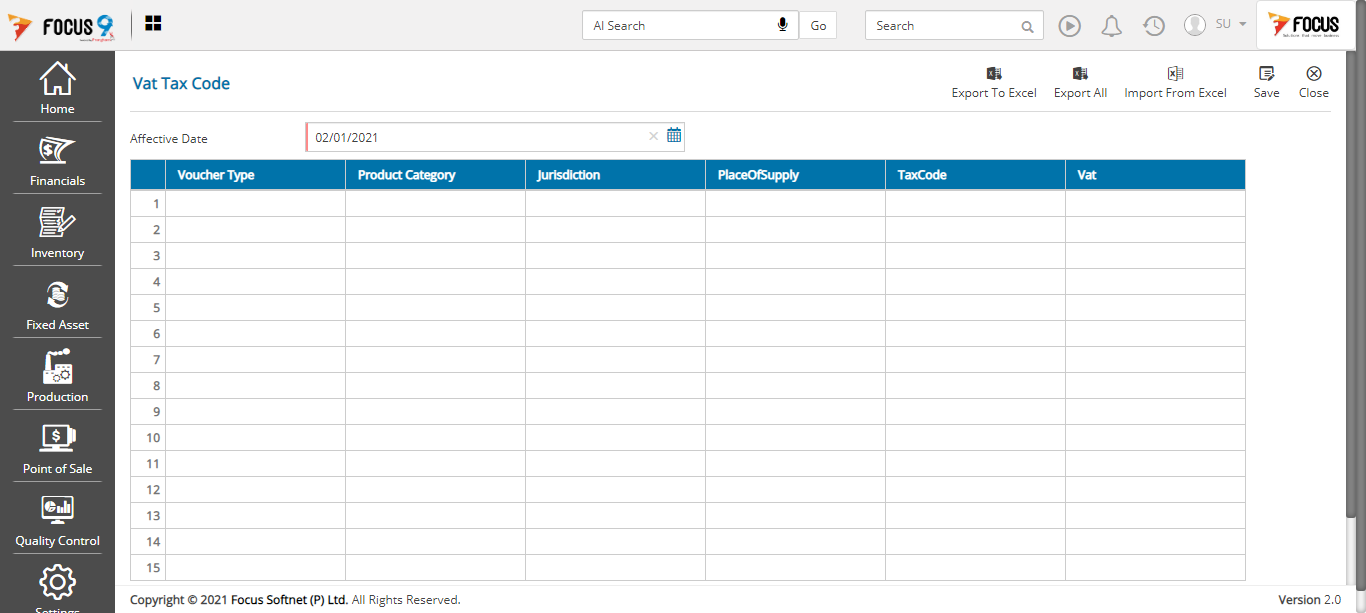 FOCUS 9
AI Search
Go
Search
SU
FOCUS
Home
Financials
Inventory
Fixed Asset
Production
Point of Sale
Quality Control
Settings
Vat Tax Code
Export To Excel
Export All
Import From Excel
Save
Close
Affective Date
02/01/2021
Voucher Type Product Category Jurisdiction PlaceOfSupply TaxCode Vat
1
2
3
4
5
6
7
8
9
10
11
12
13
14
15
Copyright © 2021 Focus Softnet (P) Ltd. All Rights Reserved.
Version 2.0